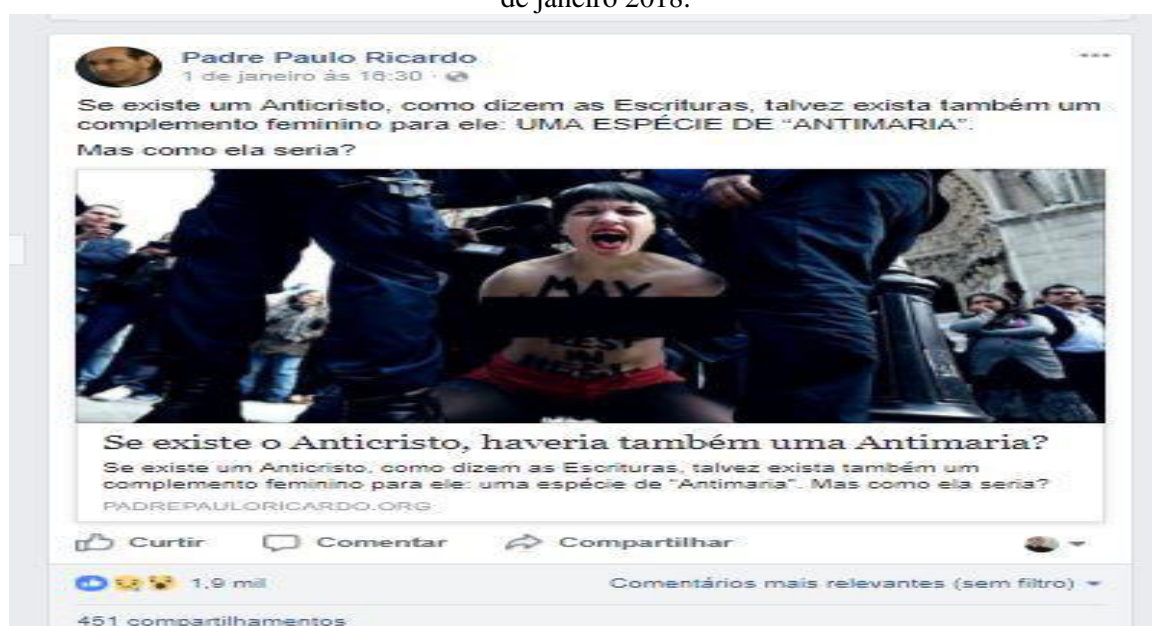 de janeiro 2018.
Padre Paulo Ricardo
1 de janeiro às 16:30 ·
Se existe um Anticristo, como dizem as Escrituras, talvez exista também um
complemento feminino para ele: UMA ESPÉCIE DE “ANTIMARIA”.
Mas como ela seria?
MAY
REST
IN
Se existe o Anticristo, haveria também uma Antimaria?
Se existe um Anticristo, como dizem as Escrituras, talvez exista também um
complemento feminino para ele: uma espécie de "Antimaria". Mas como ela seria?
PADREPAULORICARDO.ORG
Curtir Comentar Compartilhar
1,9 mil Comentários mais relevantes (sem filtro)
451 compartilhamentos